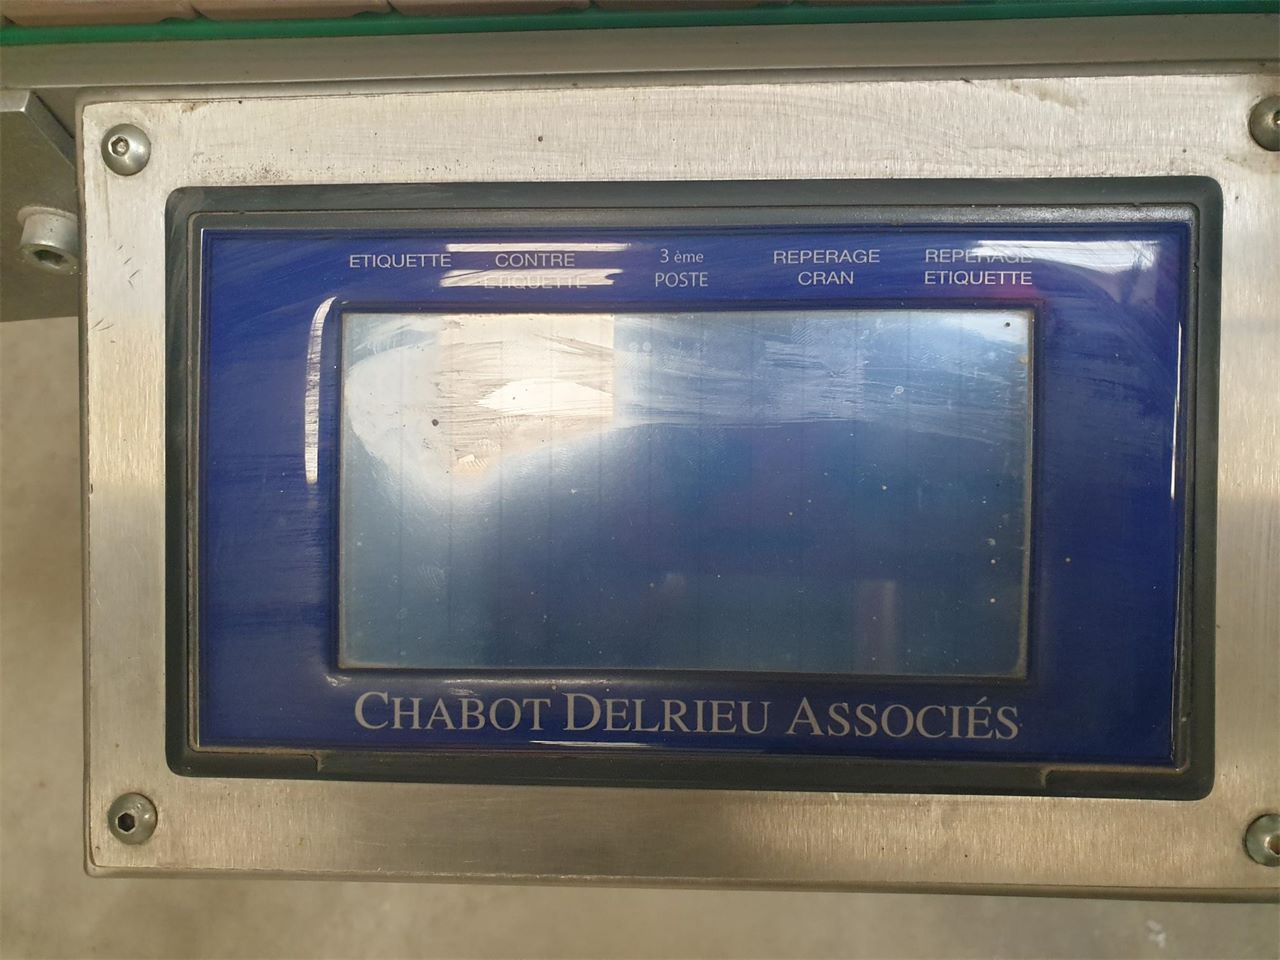 ETIQUETTE
CONTRE
ETIQUETTE
3 ème
POSTE
REPERAGE
CRAN
REPERAGE
ETIQUETTE
CHABOT DELRIEU ASSOCIÉS